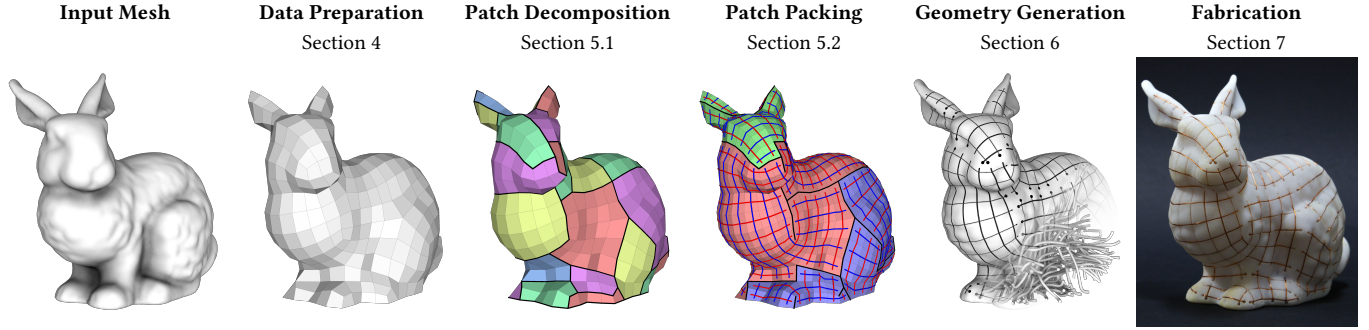 Input Mesh
Data Preparation
Section 4
Patch Decomposition
Section 5.1
Patch Packing
Section 5.2
Geometry Generation
Section 6
Fabrication
Section 7